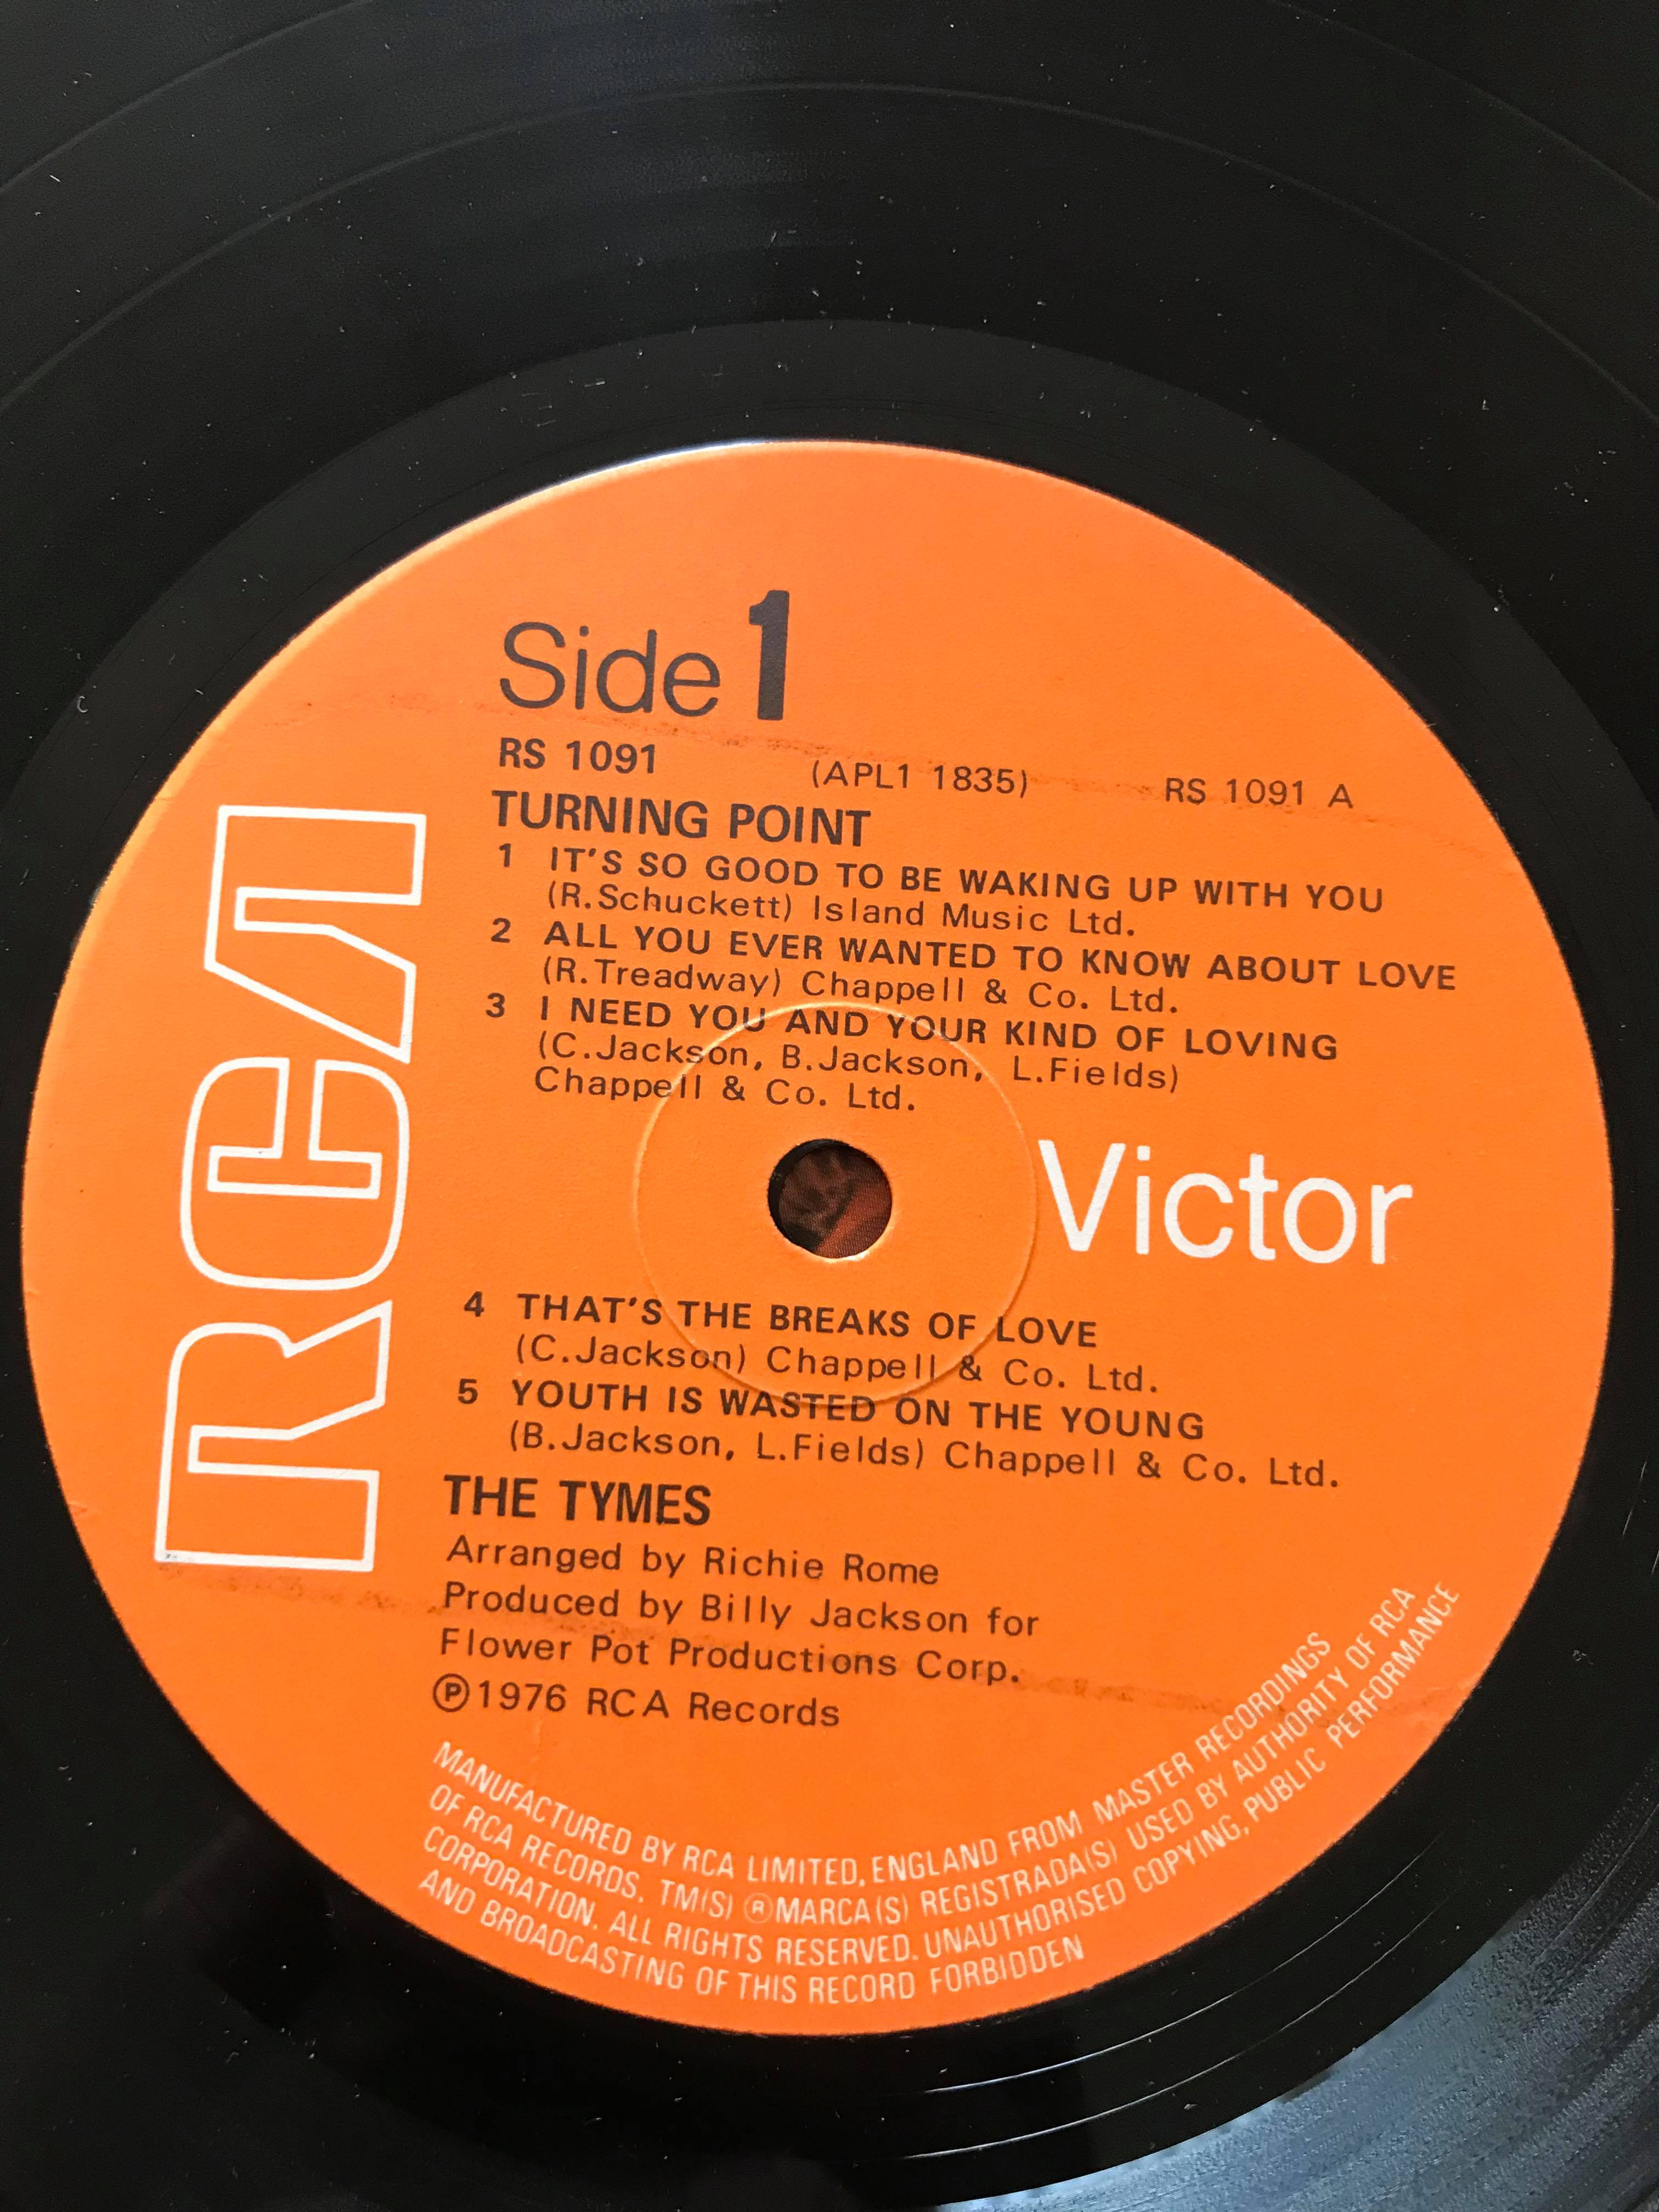 Side 1
RS 1091 (APL1 1835) RS 1091 A
TURNING POINT
1 IT'S SO GOOD TO BE WAKING UP WITH YOU
(R.Schuckett) Island Music Ltd.
2 ALL YOU EVER WANTED TO KNOW ABOUT LOVE
(R.Treadway) Chappell & Co. Ltd.
3 I NEED YOU AND YOUR KIND OF LOVING
(C.Jackson, B.Jackson, L.Fields)
Chappell & Co. Ltd.
RCA
Victor
4 THAT'S THE BREAKS OF LOVE
(C.Jackson) Chappell & Co. Ltd.
5 YOUTH IS WASTED ON THE YOUNG
(B.Jackson, L.Fields) Chappell & Co. Ltd.
THE TYMES
Arranged by Richie Rome
Produced by Billy Jackson for
Flower Pot Productions Corp.
Ⓟ1976 RCA Records
MANUFACTURED BY RCA LIMITED, ENGLAND FROM MASTER RECORDINGS
OF RCA RECORDS. TM(S) ® MARCA(S) REGISTRADA(S) USED BY AUTHORITY OF RCA
CORPORATION. ALL RIGHTS RESERVED. UNAUTHORISED COPYING, PUBLIC PERFORMANCE
AND BROADCASTING OF THIS RECORD FORBIDDEN